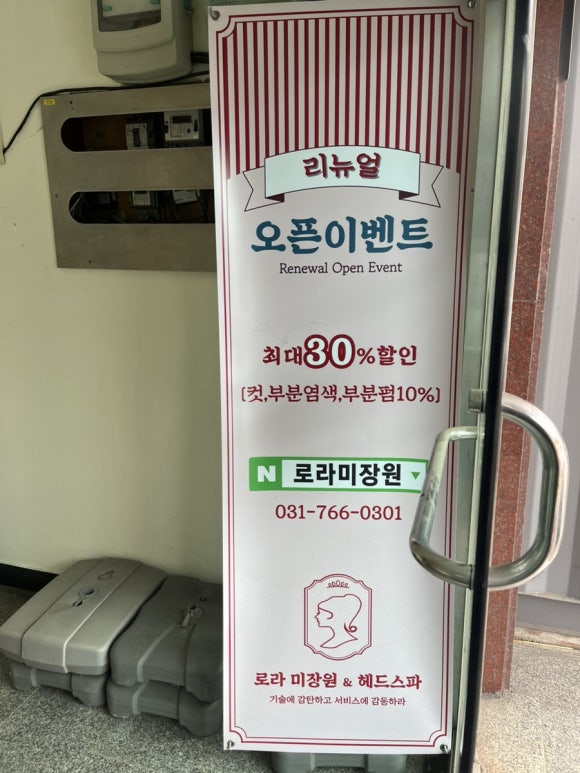 리뉴얼
오픈이벤트
Renewal Open Event
최대30%할인
(컷,부분염색,부분펌10%)
N 로라미장원
031-766-0301
로라 미장원 & 헤드스파
기술에 감탄하고 서비스에 감동하라